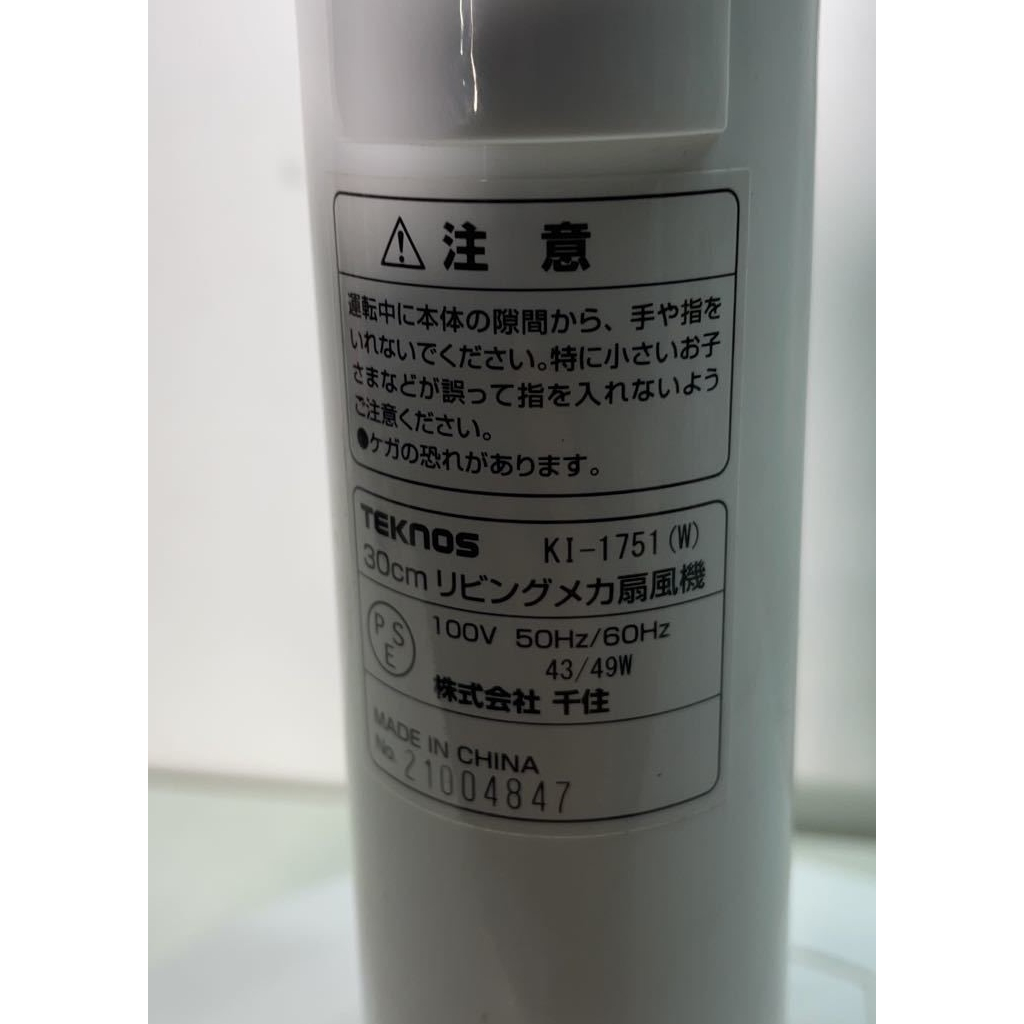 注 意
運転中に本体の隙間から、手や指を
いれないでください。特に小さいお子
さまなどが誤って指を入れないよう
ご注意ください。
●ケガの恐れがあります。
TEKNOS KI-1751(W)
30cmリビングメカ扇風機
PSE
100V 50Hz/60Hz
43/49W
株式会社 千住
MADE IN CHINA
No. 21004847